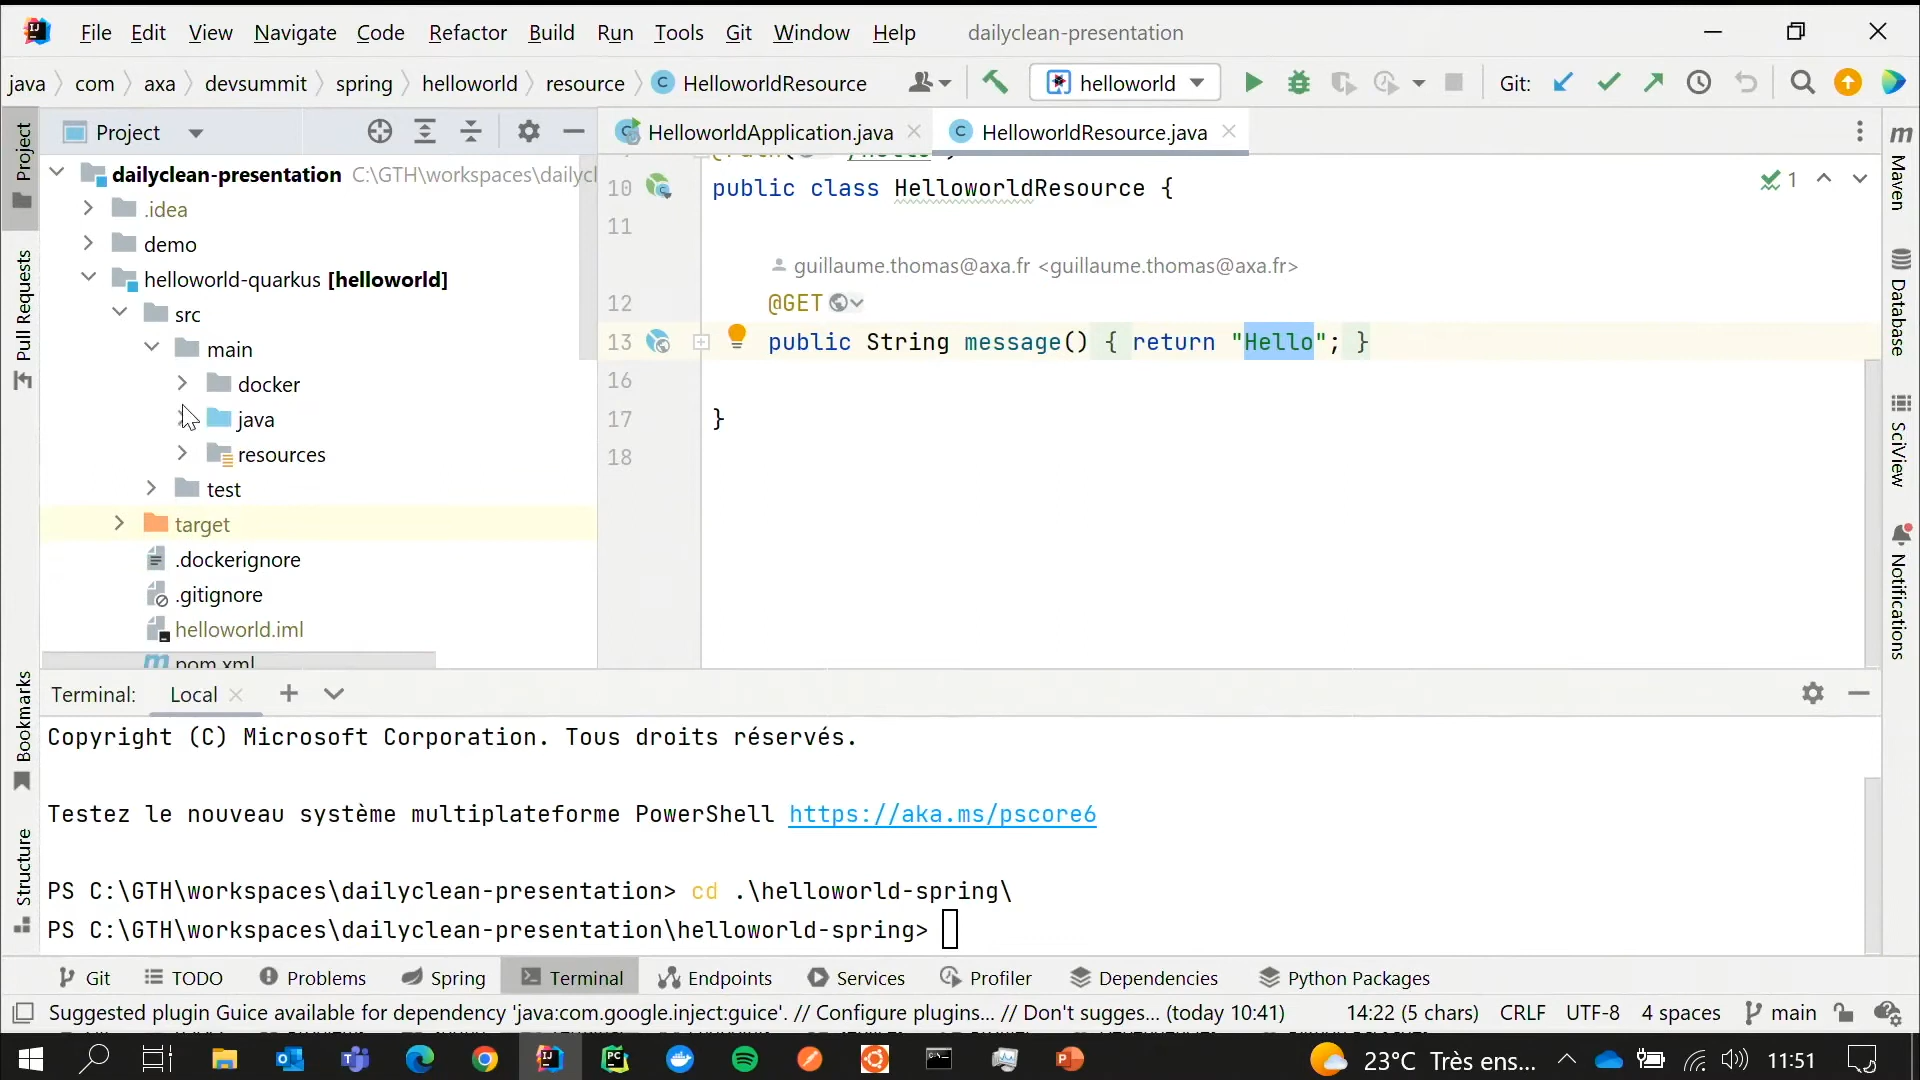 File Edit View Navigate Code Refactor Build Run Tools Git Window Help dailyclean-presentation
java com axa devsummit spring helloworld resource HelloworldResource helloworld Git:
Project
HelloworldApplication.java HelloworldResource.java
dailyclean-presentation C:\GTH\workspaces\dailycl
.idea
demo
helloworld-quarkus [helloworld]
src
main
docker
java
resources
test
target
.dockerignore
.gitignore
helloworld.iml
pom.xml
10 public class HelloworldResource {
11
guillaume.thomas@axa.fr <guillaume.thomas@axa.fr>
12 @GET
13 public String message() { return "Hello"; }
16
17 }
18
1
Project
Pull Requests
Bookmarks
Structure
Maven
Database
SciView
Notifications
Terminal: Local
Copyright (C) Microsoft Corporation. Tous droits réservés.
Testez le nouveau système multiplateforme PowerShell https://aka.ms/pscore6
PS C:\GTH\workspaces\dailyclean-presentation> cd .\helloworld-spring\
PS C:\GTH\workspaces\dailyclean-presentation\helloworld-spring>
Git TODO Problems Spring Terminal Endpoints Services Profiler Dependencies Python Packages
Suggested plugin Guice available for dependency 'java:com.google.inject:guice'. // Configure plugins... // Don't sugges... (today 10:41) 14:22 (5 chars) CRLF UTF-8 4 spaces main
23°C Très ens... 11:51